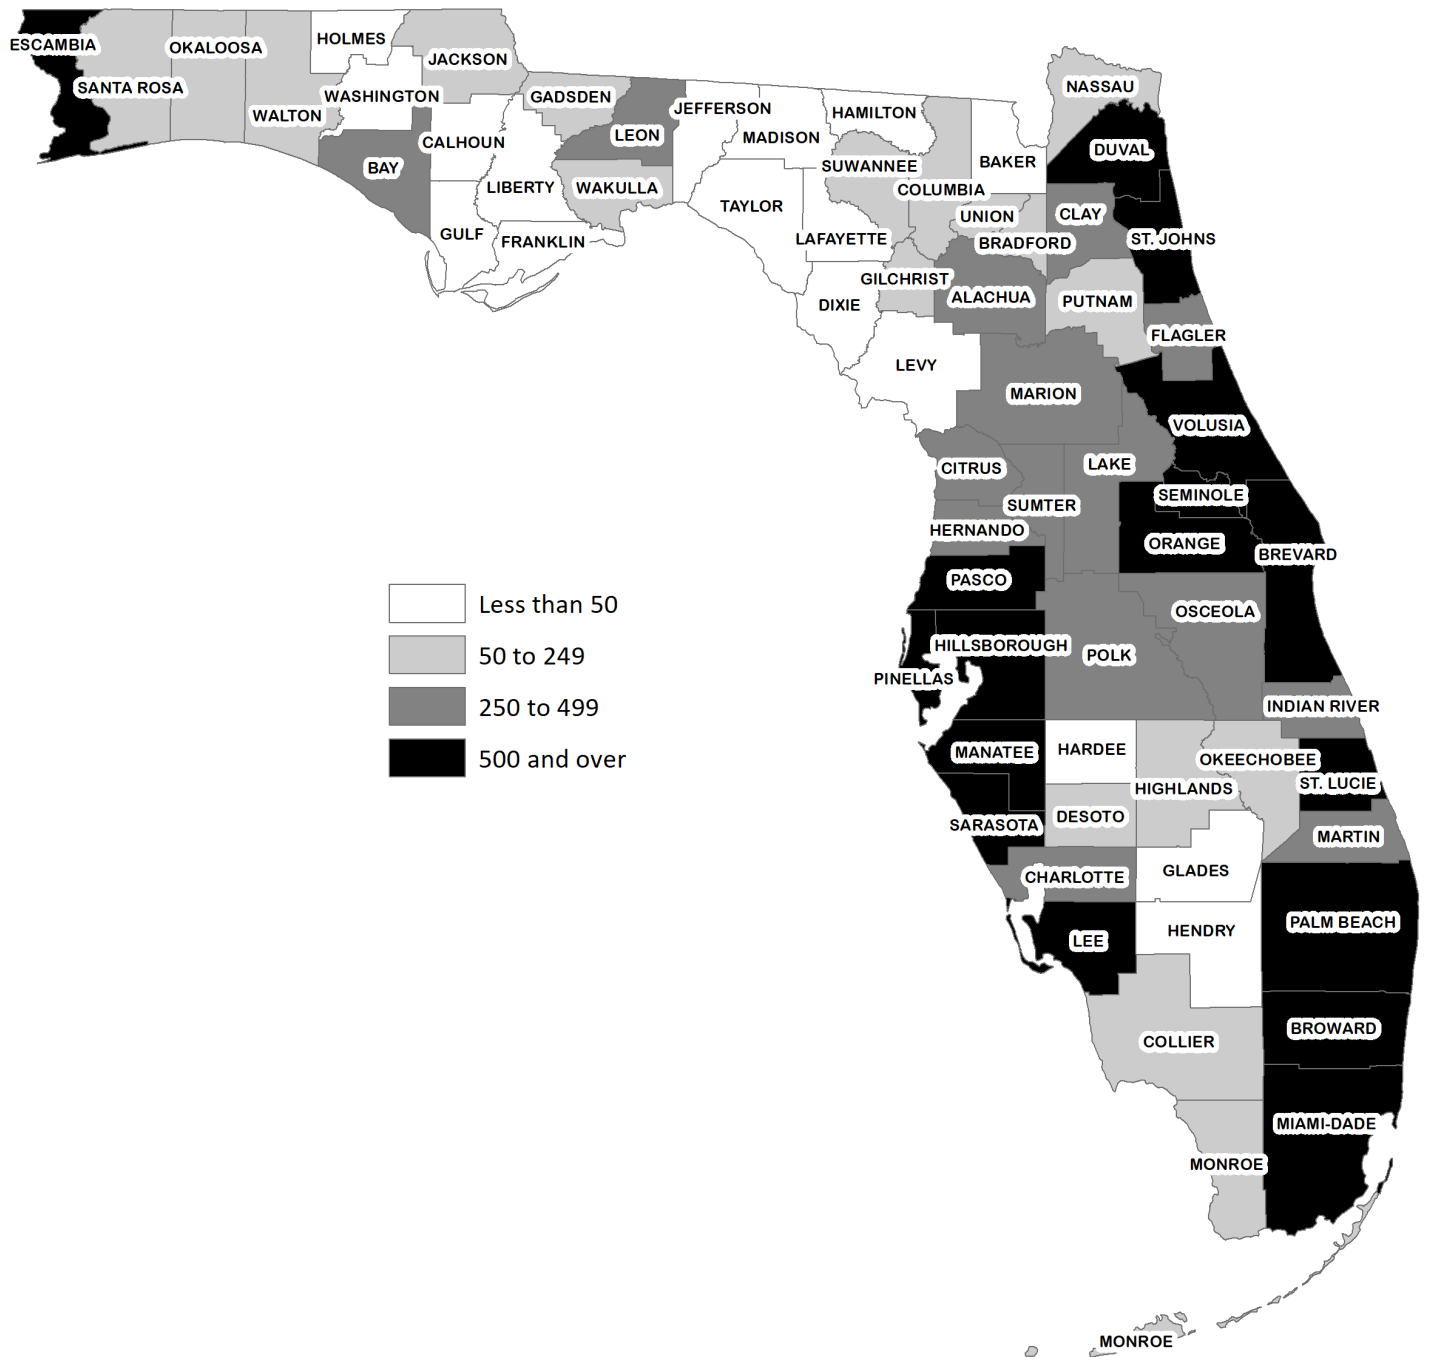 ESCAMBIA
OKALOOSA
HOLMES
JACKSON
SANTA ROSA
WALTON
WASHINGTON
GADSDEN
JEFFERSON
HAMILTON
NASSAU
BAY
CALHOUN
LEON
MADISON
LIBERTY
WAKULLA
SUWANNEE
BAKER
DUVAL
COLUMBIA
TAYLOR
UNION
CLAY
GULF
FRANKLIN
LAFAYETTE
BRADFORD
ST. JOHNS
GILCHRIST
DIXIE
ALACHUA
PUTNAM
FLAGLER
LEVY
MARION
VOLUSIA
CITRUS
LAKE
SUMTER
SEMINOLE
HERNANDO
ORANGE
BREVARD
PASCO
OSCEOLA
HILLSBOROUGH
POLK
PINELLAS
INDIAN RIVER
MANATEE
HARDEE
OKEECHOBEE
ST. LUCIE
HIGHLANDS
SARASOTA
DESOTO
MARTIN
CHARLOTTE
GLADES
LEE
HENDRY
PALM BEACH
COLLIER
BROWARD
MIAMI-DADE
MONROE
MONROE
Less than 50
50 to 249
250 to 499
500 and over